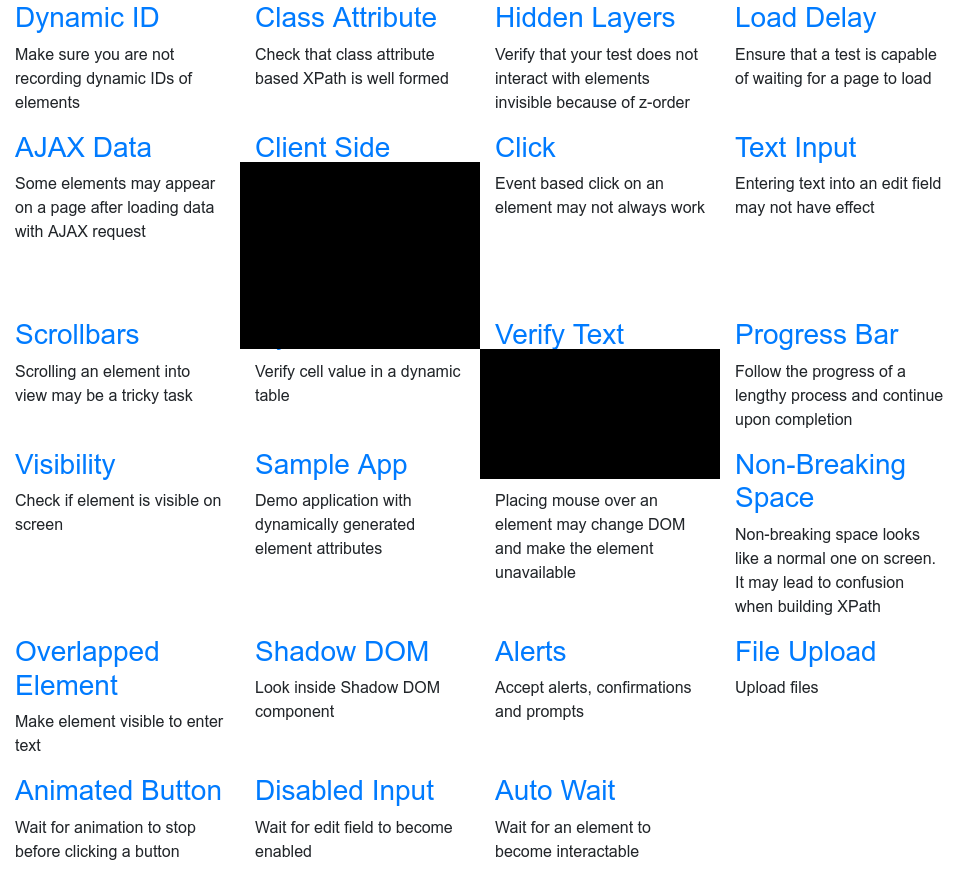 Dynamic ID
Make sure you are not
recording dynamic IDs of
elements
Class Attribute
Check that class attribute
based XPath is well formed
Hidden Layers
Verify that your test does not
interact with elements
invisible because of z-order
Load Delay
Ensure that a test is capable
of waiting for a page to load
AJAX Data
Some elements may appear
on a page after loading data
with AJAX request
Client Side
Click
Event based click on an
element may not always work
Text Input
Entering text into an edit field
may not have effect
Scrollbars
Scrolling an element into
view may be a tricky task
Verify cell value in a dynamic
table
Verify Text
Progress Bar
Follow the progress of a
lengthy process and continue
upon completion
Visibility
Check if element is visible on
screen
Sample App
Demo application with
dynamically generated
element attributes
Placing mouse over an
element may change DOM
and make the element
unavailable
Non-Breaking
Space
Non-breaking space looks
like a normal one on screen.
It may lead to confusion
when building XPath
Overlapped
Element
Make element visible to enter
text
Shadow DOM
Look inside Shadow DOM
component
Alerts
Accept alerts, confirmations
and prompts
File Upload
Upload files
Animated Button
Wait for animation to stop
before clicking a button
Disabled Input
Wait for edit field to become
enabled
Auto Wait
Wait for an element to
become interactable